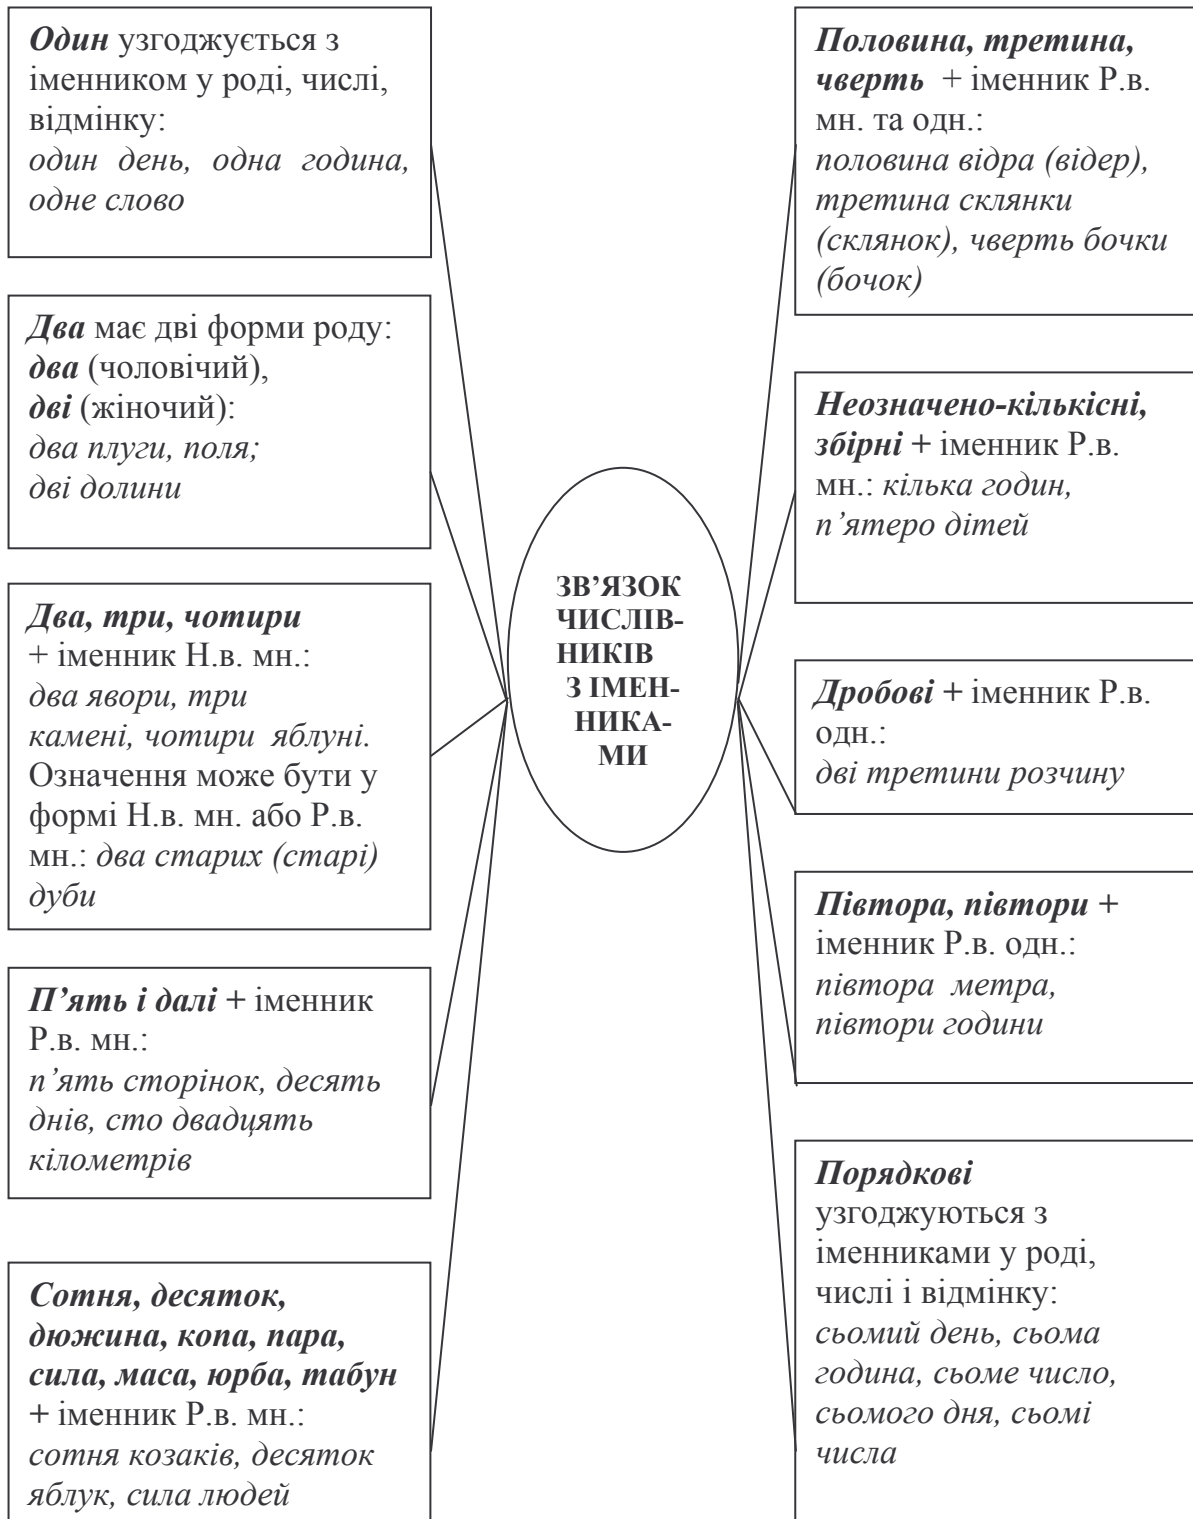 Один узгоджується з
іменником у роді, числі,
відмінку:
один день, одна година,
одне слово
Два має дві форми роду:
два (чоловічий),
дві (жіночий):
два плуги, поля;
дві долини
Два, три, чотири
+ іменник Н.в. мн.:
два явори, три
камені, чотири яблуні.
Означення може бути у
формі Н.в. мн. або Р.в.
мн.: два старих (старі)
дуби
П’ять і далі + іменник
Р.в. мн.:
п’ять сторінок, десять
днів, сто двадцять
кілометрів
Сотня, десяток,
дюжина, копа, пара,
сила, маса, юрба, табун
+ іменник Р.в. мн.:
сотня козаків, десяток
яблук, сила людей
ЗВ’ЯЗОК
ЧИСЛІВ-
НИКІВ
З ІМЕН-
НИКА-
МИ
Половина, третина,
чверть + іменник Р.в.
мн. та одн.:
половина відра (відер),
третина склянки
(склянок), чверть бочки
(бочок)
Неозначено-кількісні,
збірні + іменник Р.в.
мн.: кілька годин,
п’ятеро дітей
Дробові + іменник Р.в.
одн.:
дві третини розчину
Півтора, півтори +
іменник Р.в. одн.:
півтора метра,
півтори години
Порядкові
узгоджуються з
іменниками у роді,
числі і відмінку:
сьомий день, сьома
година, сьоме число,
сьомого дня, сьомі
числа